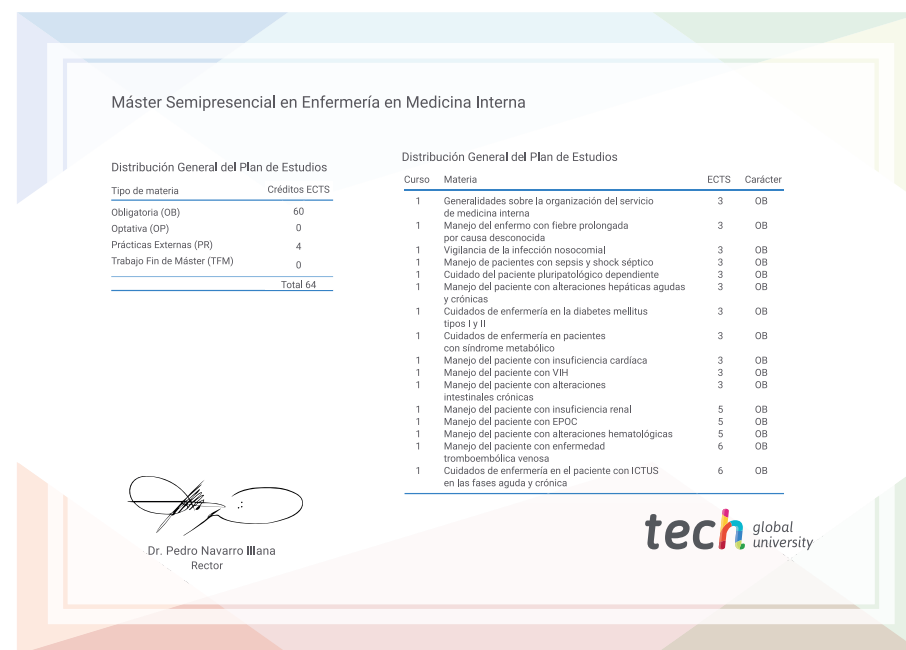 Máster Semipresencial en Enfermería en Medicina Interna
Distribución General del Plan de Estudios
Tipo de materia Créditos ECTS
Obligatoria (OB) 60
Optativa (OP) 0
Prácticas Externas (PR) 4
Trabajo Fin de Máster (TFM) 0
Total 64
Distribución General del Plan de Estudios
Curso Materia ECTS Carácter
1 Generalidades sobre la organización del servicio 3 OB
de medicina interna
1 Manejo del enfermo con fiebre prolongada 3 OB
por causa desconocida
1 Vigilancia de la infección nosocomial 3 OB
1 Manejo de pacientes con sepsis y shock séptico 3 OB
1 Cuidado del paciente pluripatológico dependiente 3 OB
1 Manejo del paciente con alteraciones hepáticas agudas 3 OB
y crónicas
1 Cuidados de enfermería en la diabetes mellitus 3 OB
tipos I y II
1 Cuidados de enfermería en pacientes 3 OB
con síndrome metabólico
1 Manejo del paciente con insuficiencia cardíaca 3 OB
1 Manejo del paciente con VIH 3 OB
1 Manejo del paciente con alteraciones 3 OB
intestinales crónicas
1 Manejo del paciente con insuficiencia renal 5 OB
1 Manejo del paciente con EPOC 5 OB
1 Manejo del paciente con alteraciones hematológicas 5 OB
1 Manejo del paciente con enfermedad 6 OB
tromboembólica venosa
1 Cuidados de enfermería en el paciente con ICTUS 6 OB
en las fases aguda y crónica
Dr. Pedro Navarro Illana
Rector
tech global
university